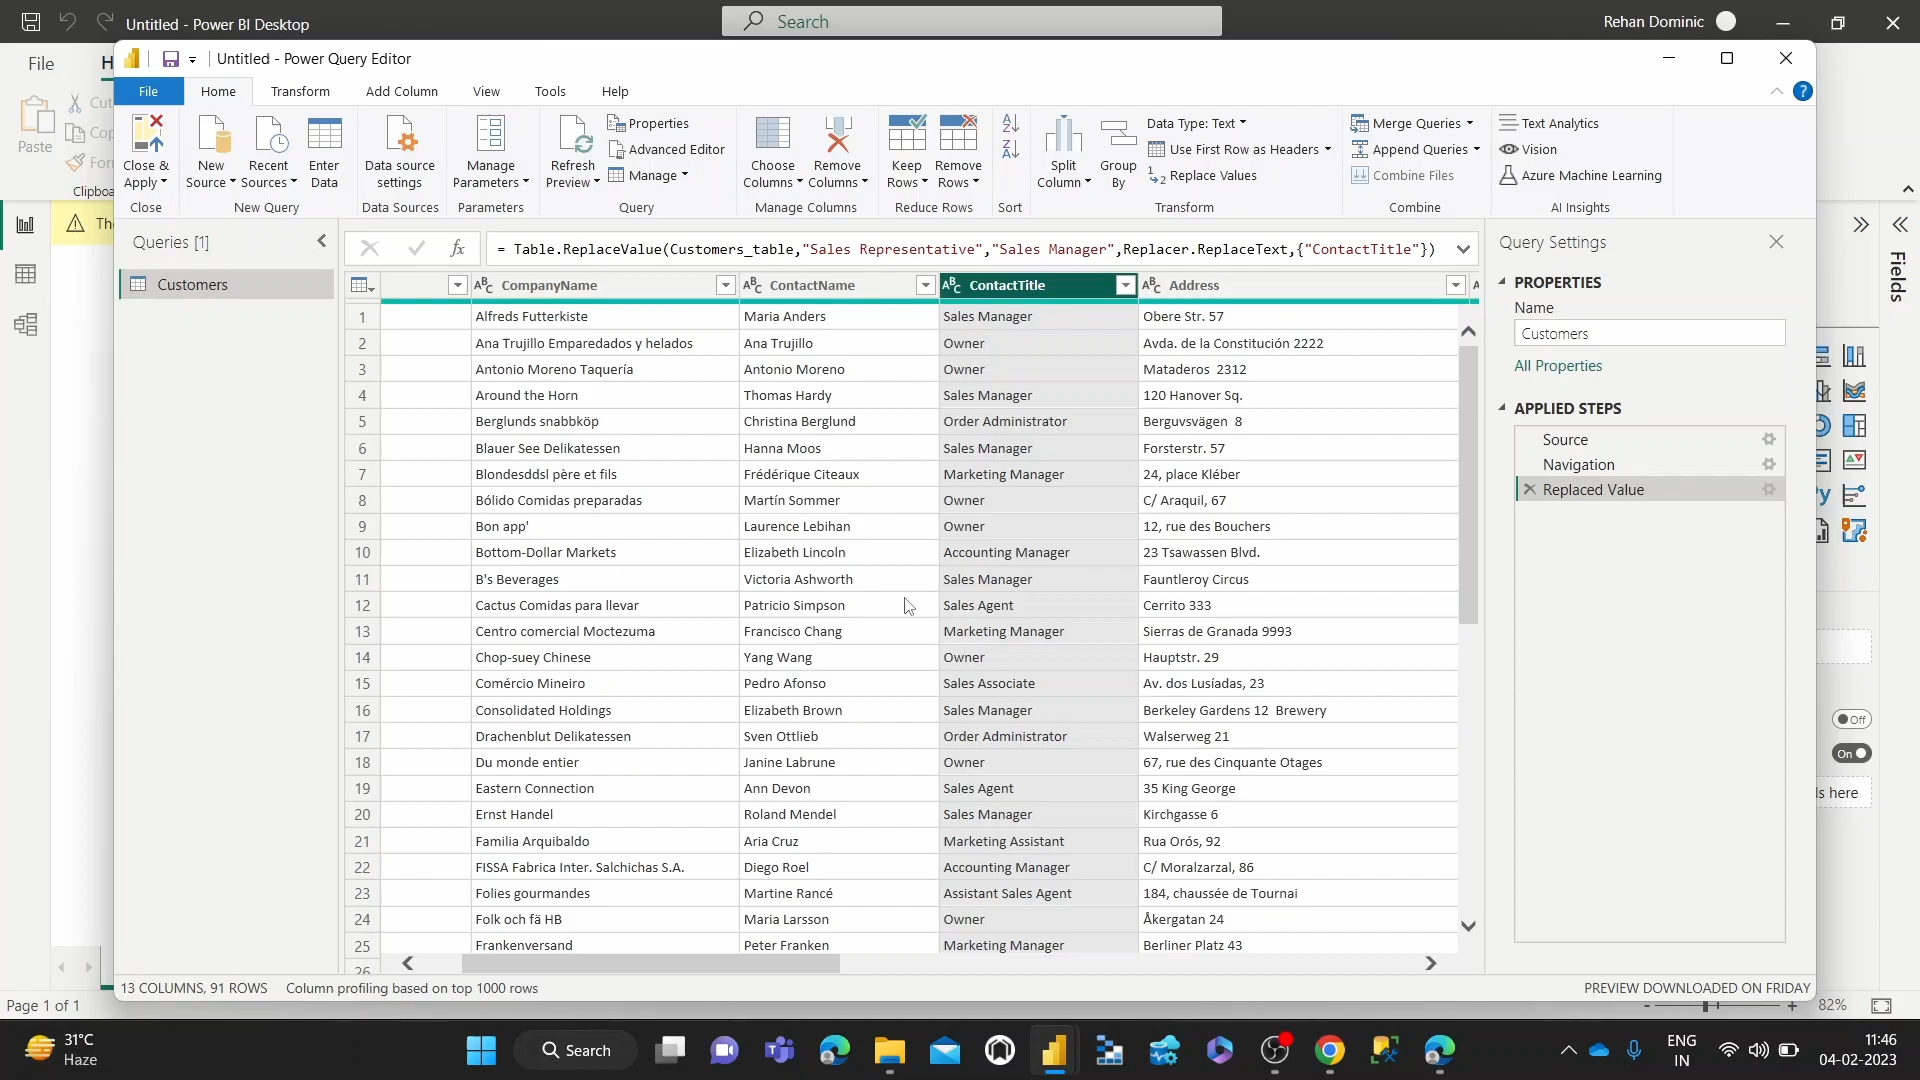 Untitled - Power BI Desktop
Search
Rehan Dominic
File
H
Untitled - Power Query Editor
File
Home
Transform
Add Column
View
Tools
Help
Paste
Cut
Cop
Forn
Clipboa
Close &
Apply
Close
New
Source
Recent
Sources
Enter
Data
New Query
Data source
settings
Data Sources
Manage
Parameters
Parameters
Refresh
Preview
Properties
Advanced Editor
Manage
Query
Choose
Columns
Remove
Columns
Manage Columns
Keep
Rows
Remove
Rows
Reduce Rows
Sort
Split
Column
Group
By
Data Type: Text
Use First Row as Headers
Replace Values
Transform
Merge Queries
Append Queries
Combine Files
Combine
Text Analytics
Vision
Azure Machine Learning
AI Insights
The
Queries [1]
Customers
= Table.ReplaceValue(Customers_table,"Sales Representative","Sales Manager",Replacer.ReplaceText,{"ContactTitle"})
CompanyName ContactName ContactTitle Address
1 Alfreds Futterkiste Maria Anders Sales Manager Obere Str. 57
2 Ana Trujillo Emparedados y helados Ana Trujillo Owner Avda. de la Constitución 2222
3 Antonio Moreno Taquería Antonio Moreno Owner Mataderos 2312
4 Around the Horn Thomas Hardy Sales Manager 120 Hanover Sq.
5 Berglunds snabbköp Christina Berglund Order Administrator Berguvsvägen 8
6 Blauer See Delikatessen Hanna Moos Sales Manager Forsterstr. 57
7 Blondesddsl père et fils Frédérique Citeaux Marketing Manager 24, place Kléber
8 Bólido Comidas preparadas Martín Sommer Owner C/ Araquil, 67
9 Bon app' Laurence Lebihan Owner 12, rue des Bouchers
10 Bottom-Dollar Markets Elizabeth Lincoln Accounting Manager 23 Tsawassen Blvd.
11 B's Beverages Victoria Ashworth Sales Manager Fauntleroy Circus
12 Cactus Comidas para llevar Patricio Simpson Sales Agent Cerrito 333
13 Centro comercial Moctezuma Francisco Chang Marketing Manager Sierras de Granada 9993
14 Chop-suey Chinese Yang Wang Owner Hauptstr. 29
15 Comércio Mineiro Pedro Afonso Sales Associate Av. dos Lusíadas, 23
16 Consolidated Holdings Elizabeth Brown Sales Manager Berkeley Gardens 12 Brewery
17 Drachenblut Delikatessen Sven Ottlieb Order Administrator Walserweg 21
18 Du monde entier Janine Labrune Owner 67, rue des Cinquante Otages
19 Eastern Connection Ann Devon Sales Agent 35 King George
20 Ernst Handel Roland Mendel Sales Manager Kirchgasse 6
21 Familia Arquibaldo Aria Cruz Marketing Assistant Rua Orós, 92
22 FISSA Fabrica Inter. Salchichas S.A. Diego Roel Accounting Manager C/ Moralzarzal, 86
23 Folies gourmandes Martine Rancé Assistant Sales Agent 184, chaussée de Tournai
24 Folk och fä HB Maria Larsson Owner Åkergatan 24
25 Frankenversand Peter Franken Marketing Manager Berliner Platz 43
26
Query Settings
PROPERTIES
Name
Customers
All Properties
APPLIED STEPS
Source
Navigation
Replaced Value
Fields
Off
On
ls here
13 COLUMNS, 91 ROWS
Column profiling based on top 1000 rows
PREVIEW DOWNLOADED ON FRIDAY
Page 1 of 1
82%
31°C
Haze
Search
ENG
IN
11:46
04-02-2023